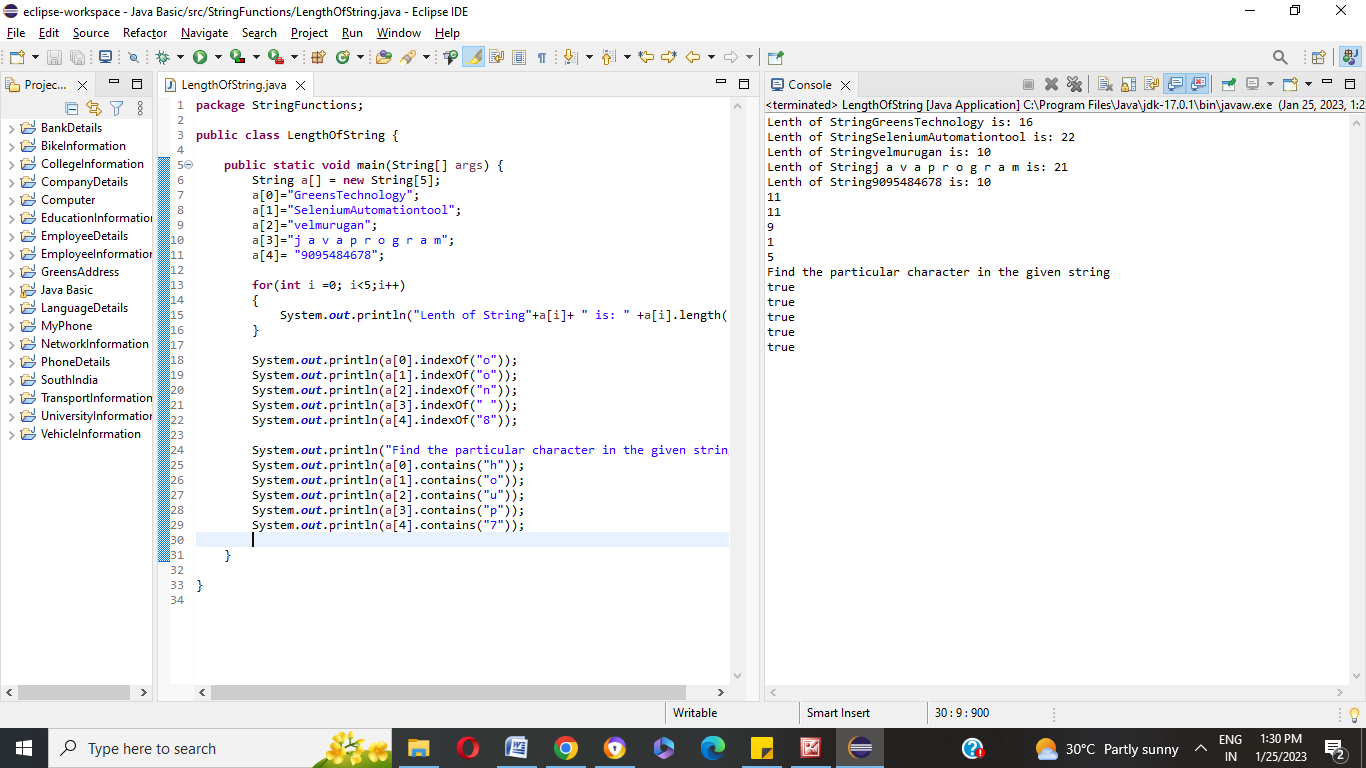 eclipse-workspace - Java Basic/src/StringFunctions/LengthOfString.java - Eclipse IDE
File Edit Source Refactor Navigate Search Project Run Window Help
Projec...
BankDetails
BikeInformation
CollegeInformation
CompanyDetails
Computer
EducationInformatio
EmployeeDetails
EmployeeInformation
GreensAddress
Java Basic
LanguageDetails
MyPhone
NetworkInformation
PhoneDetails
SouthIndia
TransportInformation
UniversityInformation
VehicleInformation
LengthOfString.java
1 package StringFunctions;
2
3 public class LengthOfString {
4
5 public static void main(String[] args) {
6 String a[] = new String[5];
7 a[0]="GreensTechnology";
8 a[1]="SeleniumAutomationtool";
9 a[2]="velmurugan";
10 a[3]="j a v a p r o g r a m";
11 a[4]= "9095484678";
12
13 for(int i =0; i<5;i++)
14 {
15 System.out.println("Lenth of String"+a[i]+ " is: " +a[i].length(
16 }
17
18 System.out.println(a[0].indexOf("o"));
19 System.out.println(a[1].indexOf("o"));
20 System.out.println(a[2].indexOf("n"));
21 System.out.println(a[3].indexOf(" "));
22 System.out.println(a[4].indexOf("8"));
23
24 System.out.println("Find the particular character in the given strin
25 System.out.println(a[0].contains("h"));
26 System.out.println(a[1].contains("o"));
27 System.out.println(a[2].contains("u"));
28 System.out.println(a[3].contains("p"));
29 System.out.println(a[4].contains("7"));
30
31 }
32
33 }
34
Console
<terminated> LengthOfString [Java Application] C:\Program Files\Java\jdk-17.0.1\bin\javaw.exe (Jan 25, 2023, 1:2
Lenth of StringGreensTechnology is: 16
Lenth of StringSeleniumAutomationtool is: 22
Lenth of Stringvelmurugan is: 10
Lenth of Stringj a v a p r o g r a m is: 21
Lenth of String9095484678 is: 10
11
11
9
1
5
Find the particular character in the given string
true
true
true
true
true
Writable Smart Insert 30 : 9 : 900
Type here to search
30°C Partly sunny
ENG
IN
1:30 PM
1/25/2023
2